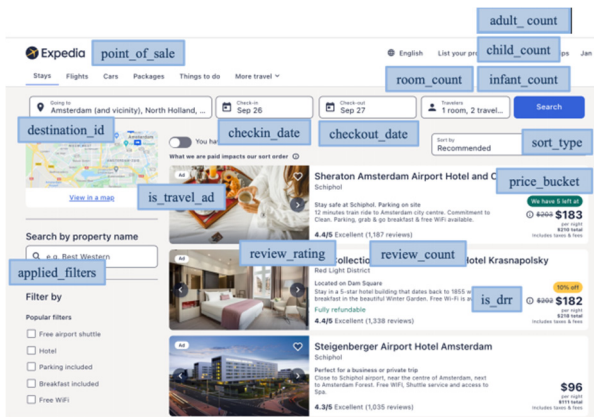 adult_count
Expedia
point_of_sale
English
List your pro
child_count
ps
Jan
Stays
Flights
Cars
Packages
Things to do
More travel
room_count
infant_count
Going to
Amsterdam (and vicinity), North Holland, ...
Check-in
Sep 26
Check-out
Sep 27
Travelers
1 room, 2 travel...
Search
destination_id
checkin_date
checkout_date
You hav
Sort by
Recommended
sort_type
What we are paid impacts our sort order
View in a map
is_travel_ad
Ad
Sheraton Amsterdam Airport Hotel and C
Schiphol
price_bucket
Stay safe at Schiphol. Parking on site
12 minutes train ride to Amsterdam city centre. Commitment to
Clean. Parking, grab & go breakfast & free WiFi available.
4.4/5 Excellent (1,187 reviews)
We have 5 left at
$203 $183
per night
$210 total
includes taxes & fees
Search by property name
e.g. Best Western
applied_filters
review_rating
review_count
Collectio
otel Krasnapolsky
Red Light District
Located on Dam Square
Stay in a 5-star hotel building that dates back to 1855 w
breakfast in the beautiful Winter Garden. Free Wi-Fi is a
Fully refundable
4.4/5 Excellent (1,338 reviews)
is_drr
10% off
$202 $182
per night
$218 total
includes taxes & fees
Filter by
Popular filters
Free airport shuttle
Hotel
Parking included
Breakfast included
Free WiFi
Ad
Steigenberger Airport Hotel Amsterdam
Schiphol
Perfect for a business or private trip
Close to Schiphol airport, near the centre of Amsterdam, next
to Amsterdam Forest. Free WIFI, Shuttle service and access to
Spa.
4.3/5 Excellent (1,035 reviews)
$96
per night
$111 total
includes taxes & fees